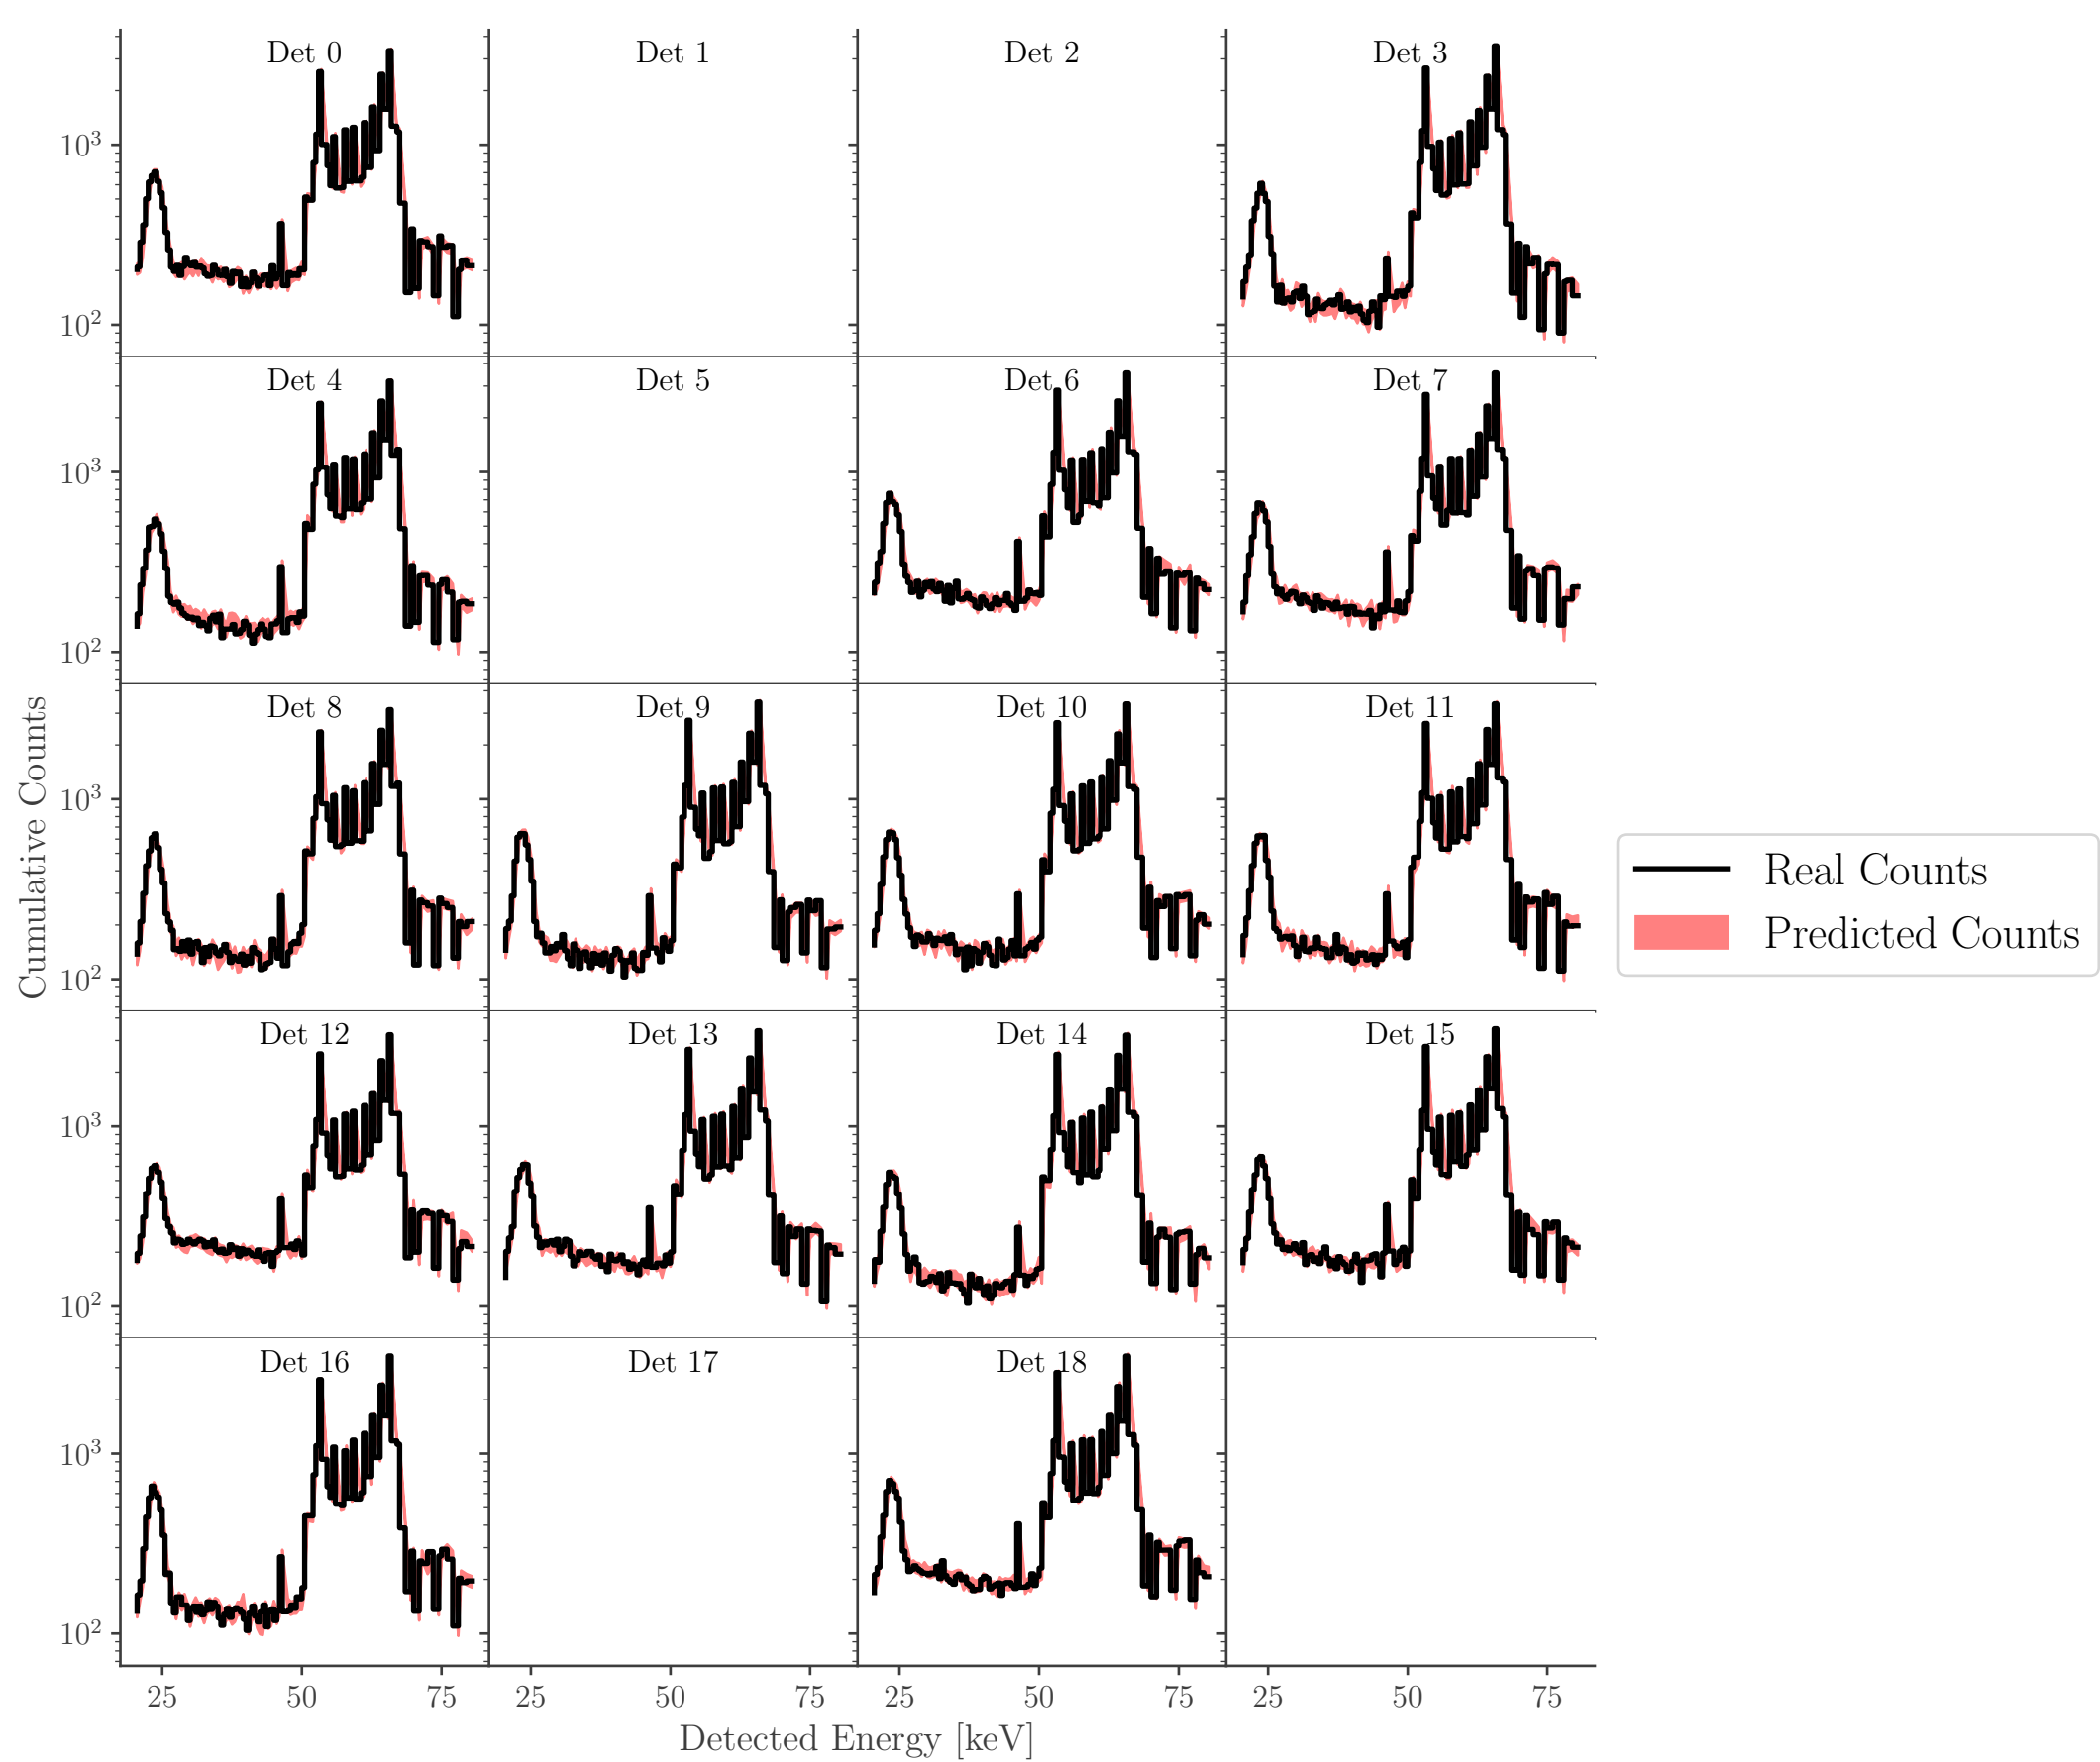 Det 0
Det 1
Det 2
Det 3
10³
10²
Det 4
Det 5
Det 6
Det 7
10³
10²
Det 8
Det 9
Det 10
Det 11
10³
10²
Det 12
Det 13
Det 14
Det 15
10³
10²
Det 16
Det 17
Det 18
10³
10²
25 50 75 25 50 75 25 50 75 25 50 75
Detected Energy [keV]
Cumulative Counts
Real Counts
Predicted Counts